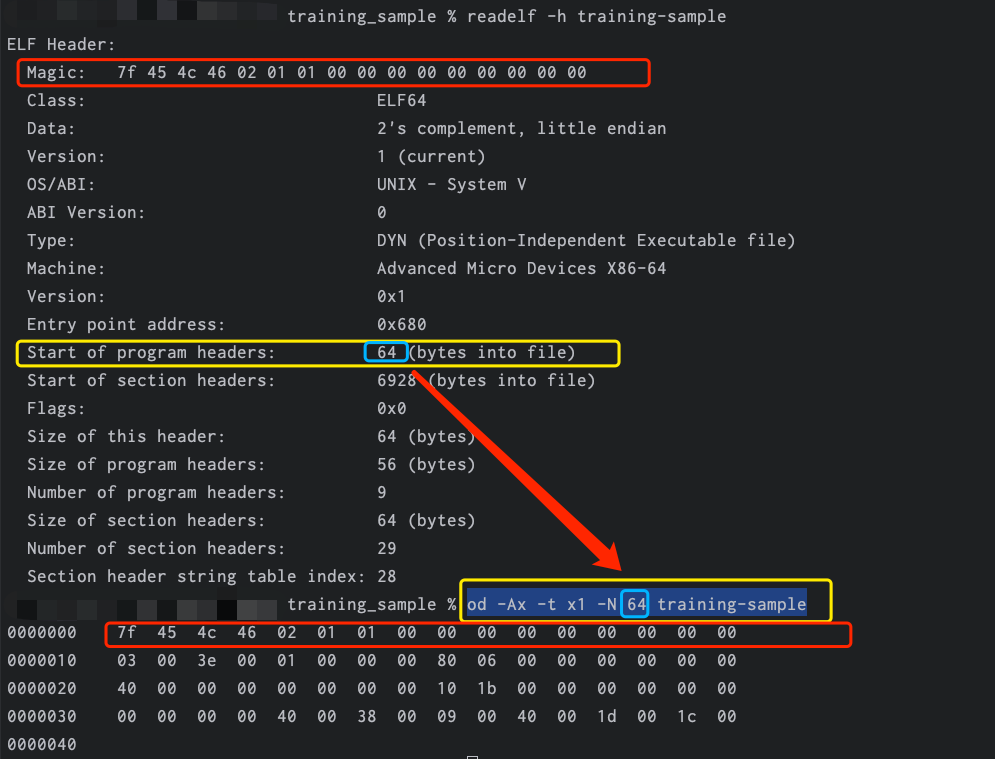 training_sample % readelf -h training-sample
ELF Header:
Magic: 7f 45 4c 46 02 01 01 00 00 00 00 00 00 00 00 00
Class: ELF64
Data: 2's complement, little endian
Version: 1 (current)
OS/ABI: UNIX - System V
ABI Version: 0
Type: DYN (Position-Independent Executable file)
Machine: Advanced Micro Devices X86-64
Version: 0x1
Entry point address: 0x680
Start of program headers: 64 (bytes into file)
Start of section headers: 6928 (bytes into file)
Flags: 0x0
Size of this header: 64 (bytes)
Size of program headers: 56 (bytes)
Number of program headers: 9
Size of section headers: 64 (bytes)
Number of section headers: 29
Section header string table index: 28
training_sample % od -Ax -t x1 -N 64 training-sample
0000000 7f 45 4c 46 02 01 01 00 00 00 00 00 00 00 00 00
0000010 03 00 3e 00 01 00 00 00 80 06 00 00 00 00 00 00
0000020 40 00 00 00 00 00 00 00 10 1b 00 00 00 00 00 00
0000030 00 00 00 00 40 00 38 00 09 00 40 00 1d 00 1c 00
0000040